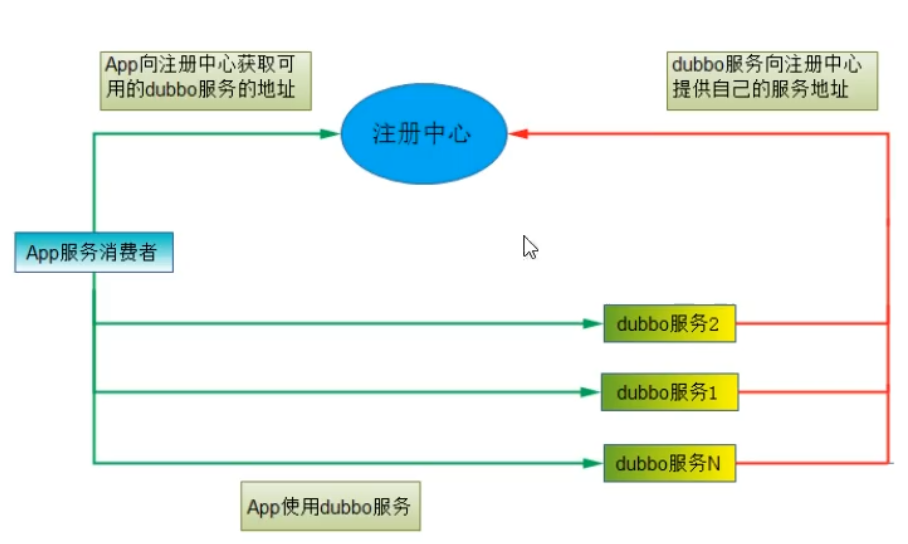 App向注册中心获取可
用的dubbo服务的地址
dubbo服务向注册中心
提供自己的服务地址
注册中心
App服务消费者
dubbo服务2
dubbo服务1
dubbo服务N
App使用dubbo服务